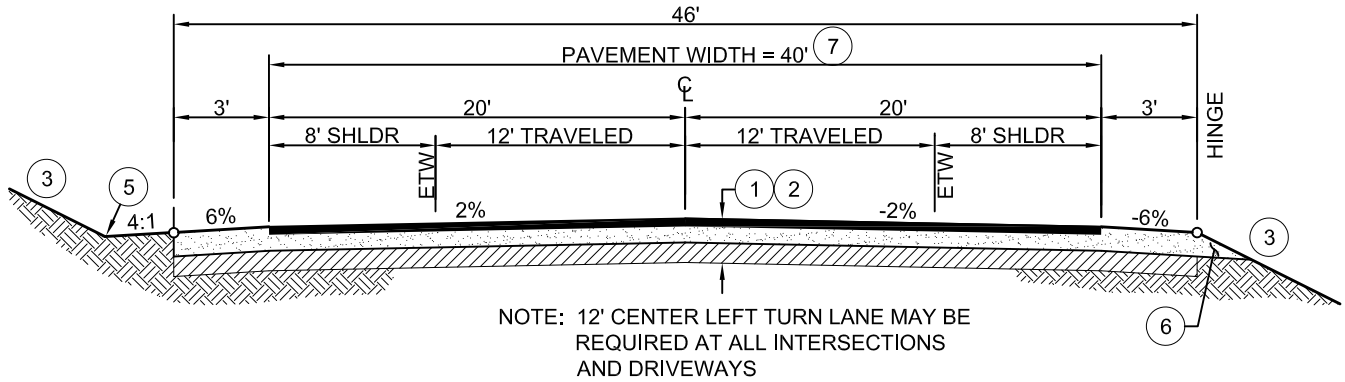 46'
PAVEMENT WIDTH = 40' 7
℄
3' 20' 20' 3'
8' SHLDR 12' TRAVELED 12' TRAVELED 8' SHLDR
HINGE
ETW ETW
3 5 1 2
4:1 6% 2% -2% -6% 3
6
NOTE: 12' CENTER LEFT TURN LANE MAY BE
REQUIRED AT ALL INTERSECTIONS
AND DRIVEWAYS